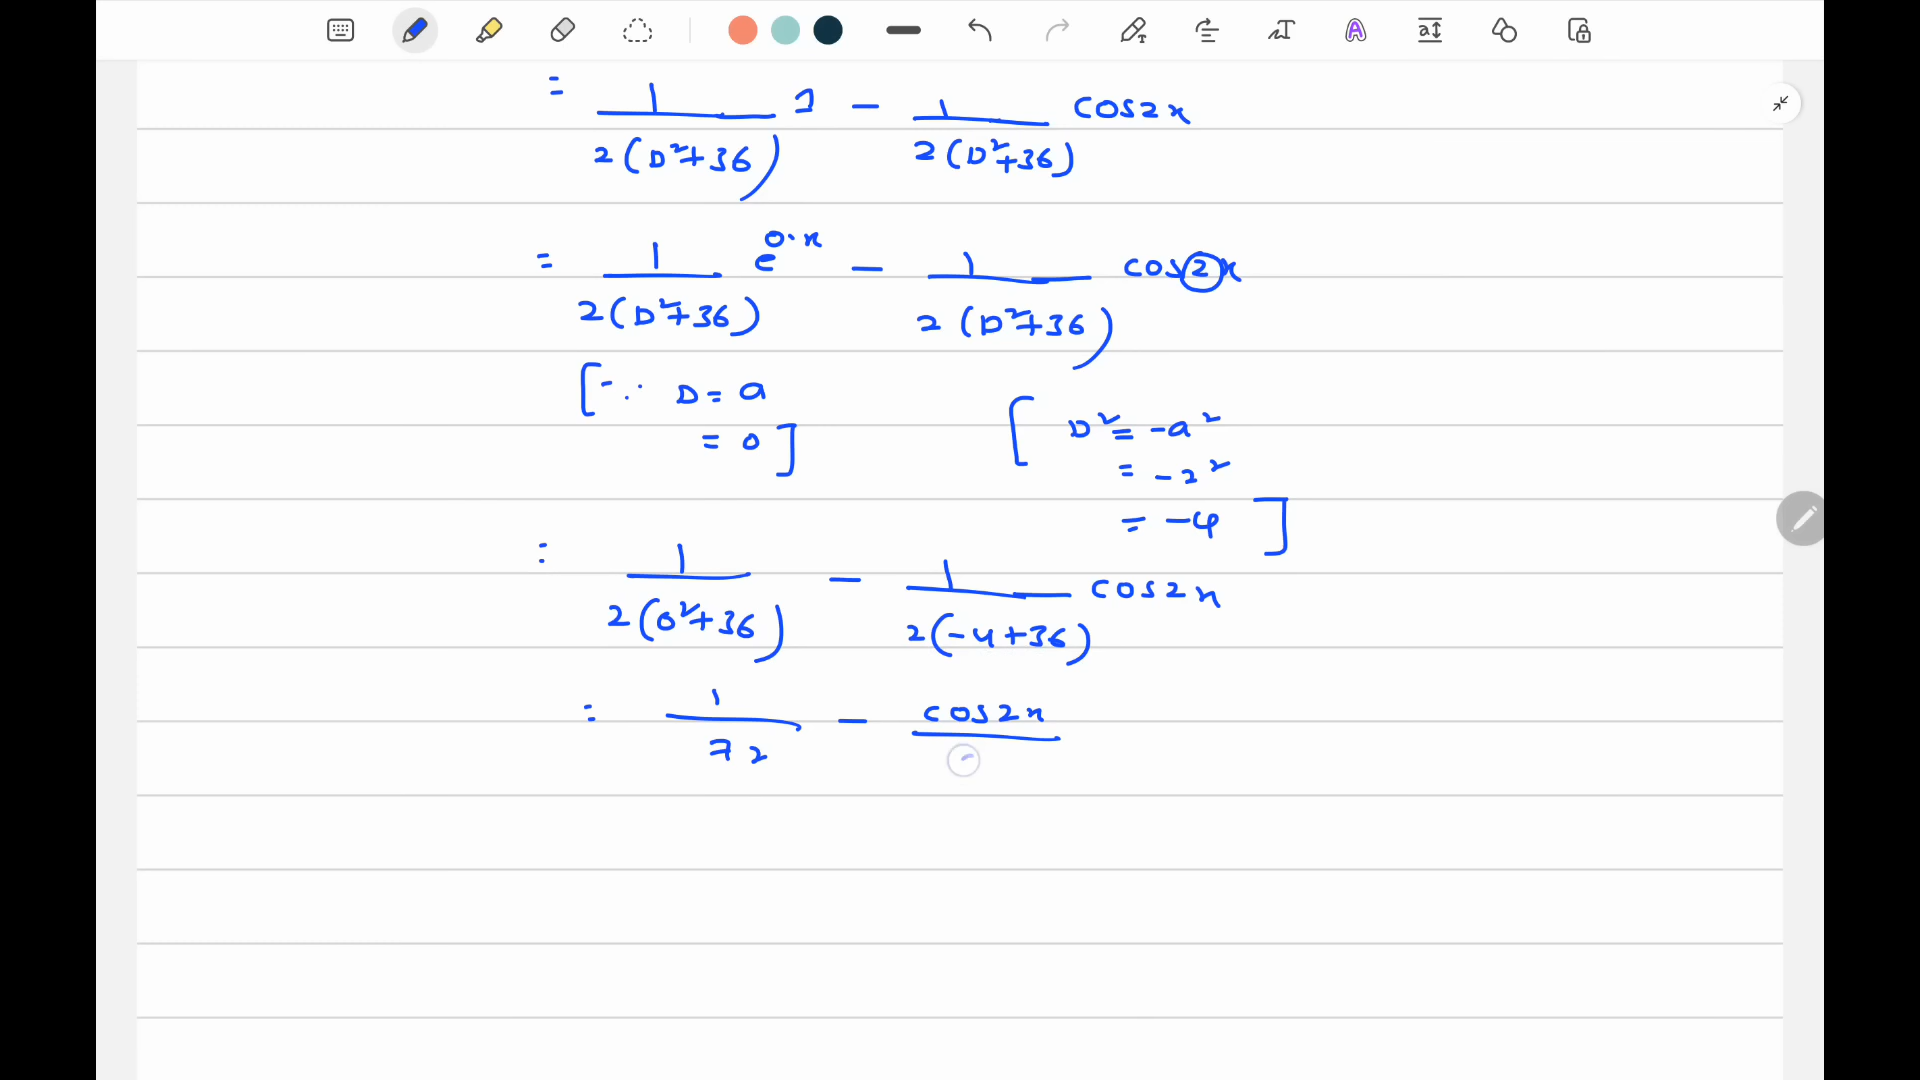 = 1/(2(D²+36)) 1 - 1/(2(D²+36)) cos2x
= 1/(2(D²+36)) e^(0·x) - 1/(2(D²+36)) cos2x
[∵ D = a
= 0]
[D² = -a²
= -2²
= -4]
= 1/(2(0²+36)) - 1/(2(-4+36)) cos2x
= 1/72 - cos2x